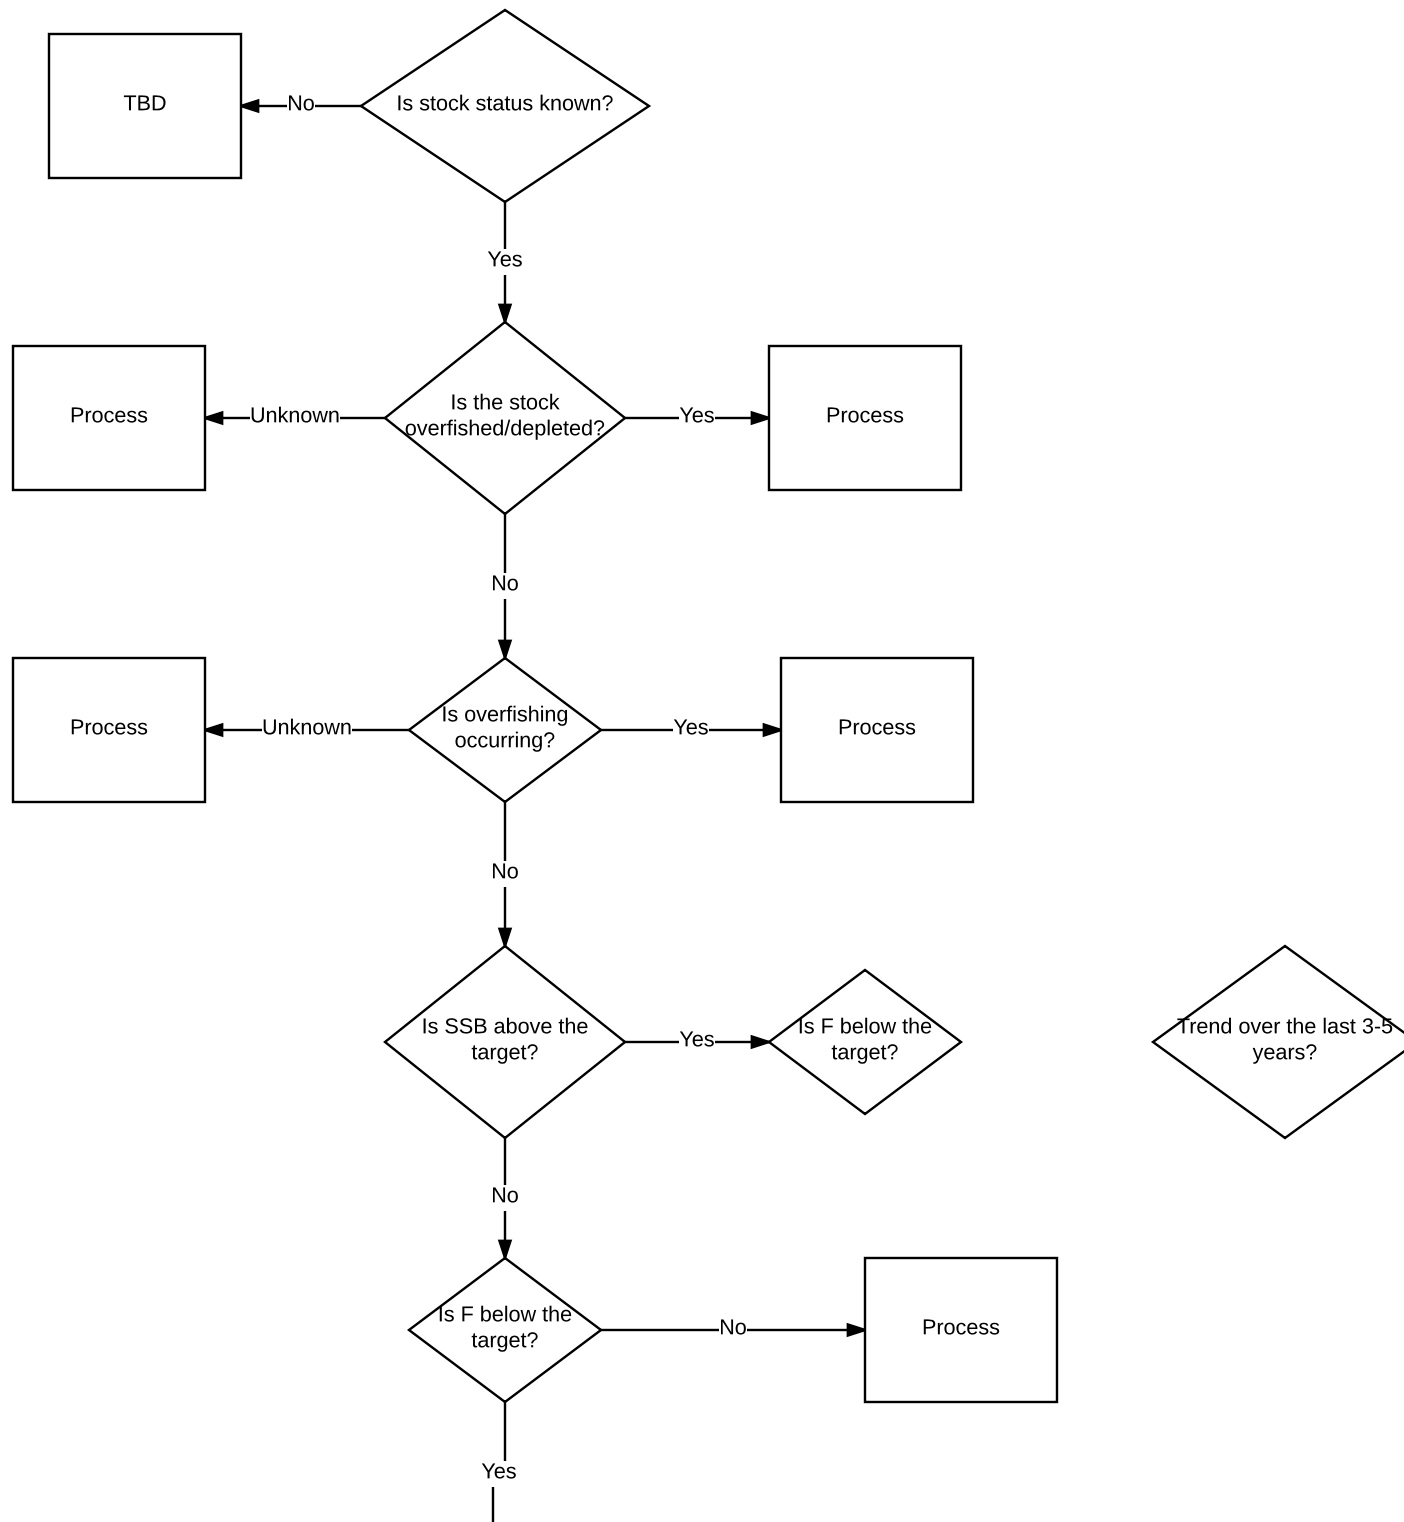 TBD
No
Is stock status known?
Yes
Process
Unknown
Is the stock
overfished/depleted?
Yes
Process
No
Process
Unknown
Is overfishing
occurring?
Yes
Process
No
Is SSB above the
target?
Yes
Is F below the
target?
Trend over the last 3-5
years?
No
Is F below the
target?
No
Process
Yes